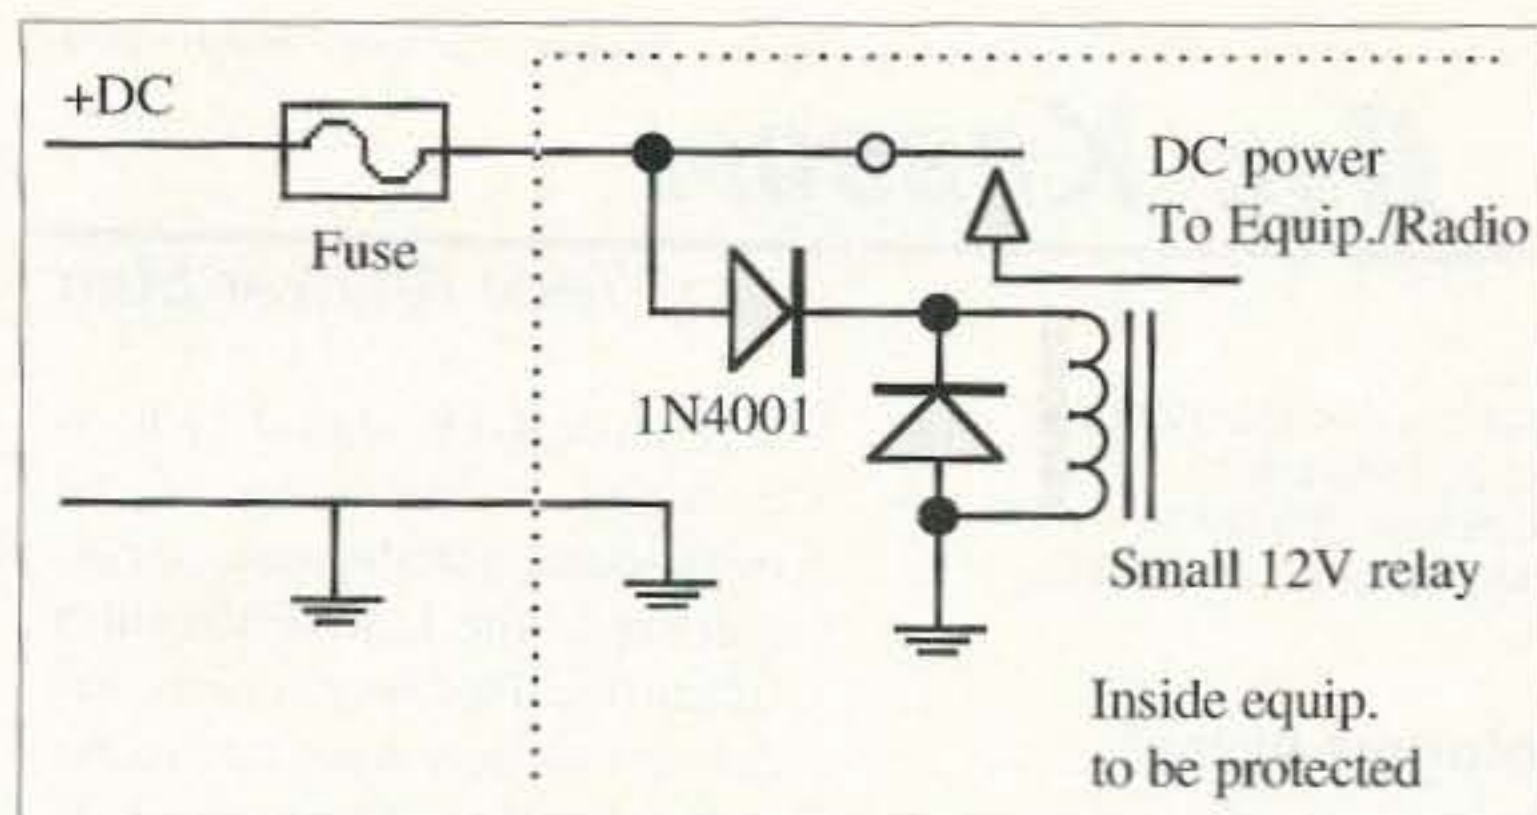 +DC
Fuse
DC power
To Equip./Radio
1N4001
Small 12V relay
Inside equip.
to be protected